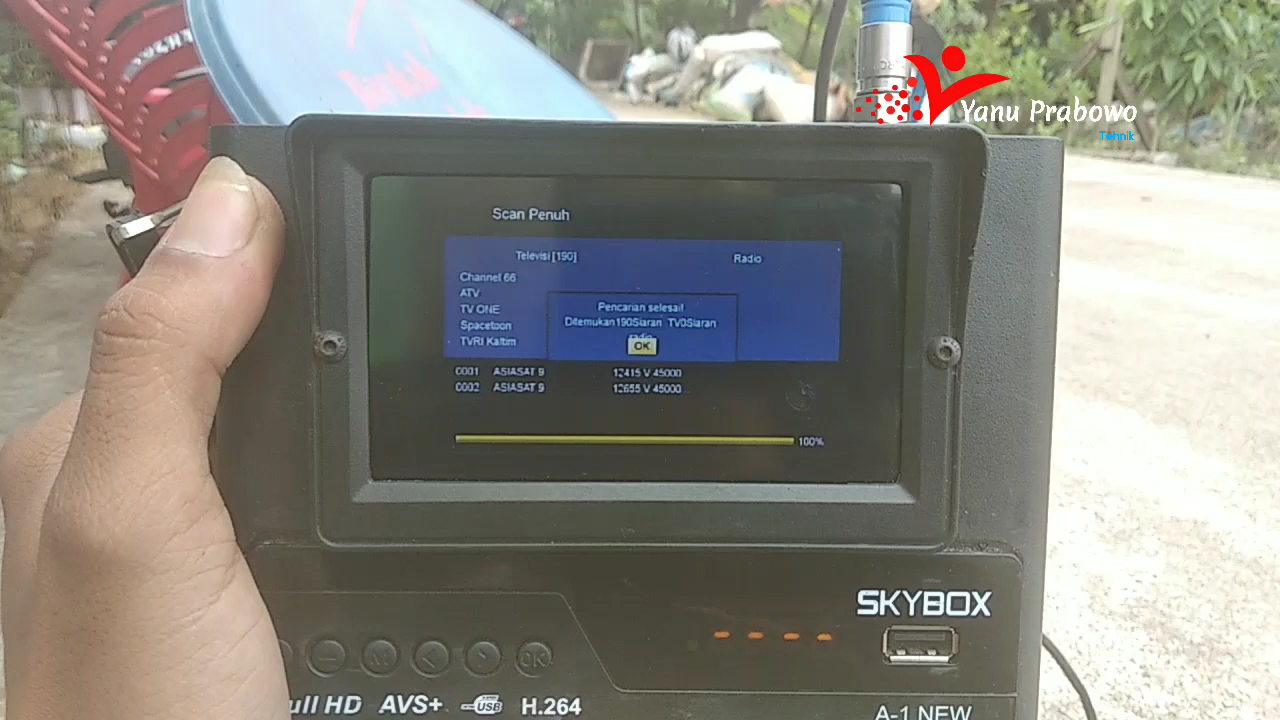 Yanu Prabowo
Tehnik
Scan Penuh
Televisi [190]
Radio
Channel 66
ATV
TV ONE
Spacetoon
TVRI Kaltim
Pencarian selesai!
Ditemukan190Siaran TV0Siaran
radio
OK
0001 ASIASAT 9 12415 V 45000
0002 ASIASAT 9 12655 V 45000...
100%
SKYBOX
M < > OK
ull HD AVS+ USB H.264
A-1 NEW